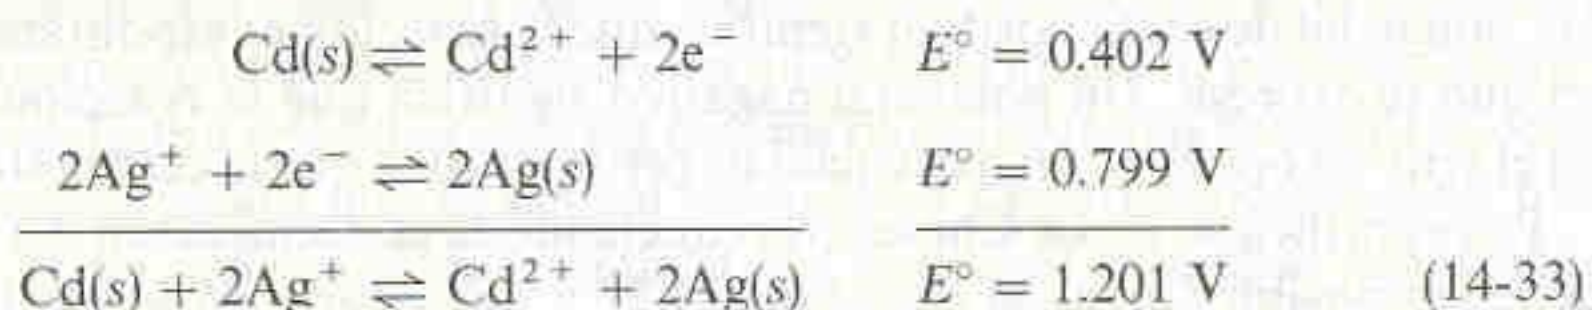 Cd(s) ⇌ Cd²⁺ + 2e⁻ E° = 0.402 V
2Ag⁺ + 2e⁻ ⇌ 2Ag(s) E° = 0.799 V
Cd(s) + 2Ag⁺ ⇌ Cd²⁺ + 2Ag(s) E° = 1.201 V (14-33)